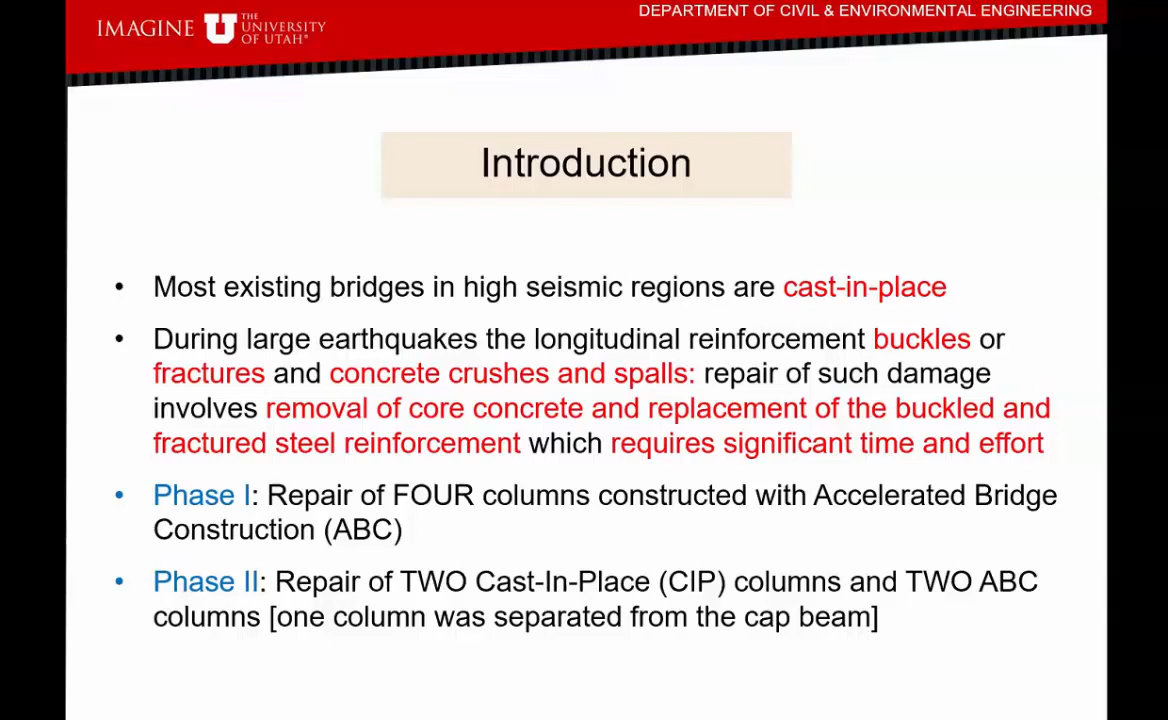 DEPARTMENT OF CIVIL & ENVIRONMENTAL ENGINEERING
IMAGINE U THE UNIVERSITY OF UTAH®
Introduction
• Most existing bridges in high seismic regions are cast-in-place
• During large earthquakes the longitudinal reinforcement buckles or
fractures and concrete crushes and spalls: repair of such damage
involves removal of core concrete and replacement of the buckled and
fractured steel reinforcement which requires significant time and effort
• Phase I: Repair of FOUR columns constructed with Accelerated Bridge
Construction (ABC)
• Phase II: Repair of TWO Cast-In-Place (CIP) columns and TWO ABC
columns [one column was separated from the cap beam]